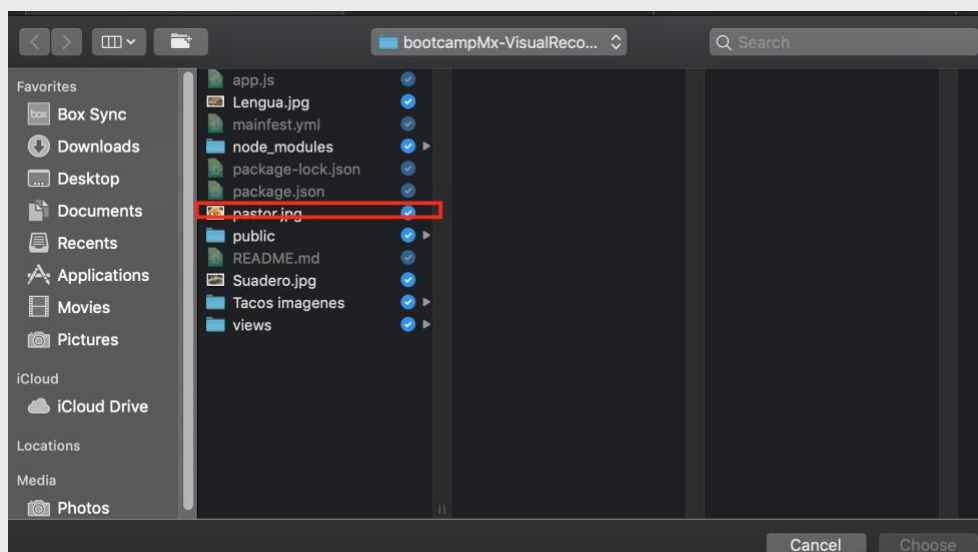 bootcampMx-VisualReco...
Search
Favorites
box Box Sync
Downloads
Desktop
Documents
Recents
Applications
Movies
Pictures
iCloud
iCloud Drive
Locations
Media
Photos
app.js
Lengua.jpg
mainfest.yml
node_modules
package-lock.json
package.json
pastor.jpg
public
README.md
Suadero.jpg
Tacos imagenes
views
Cancel
Choose